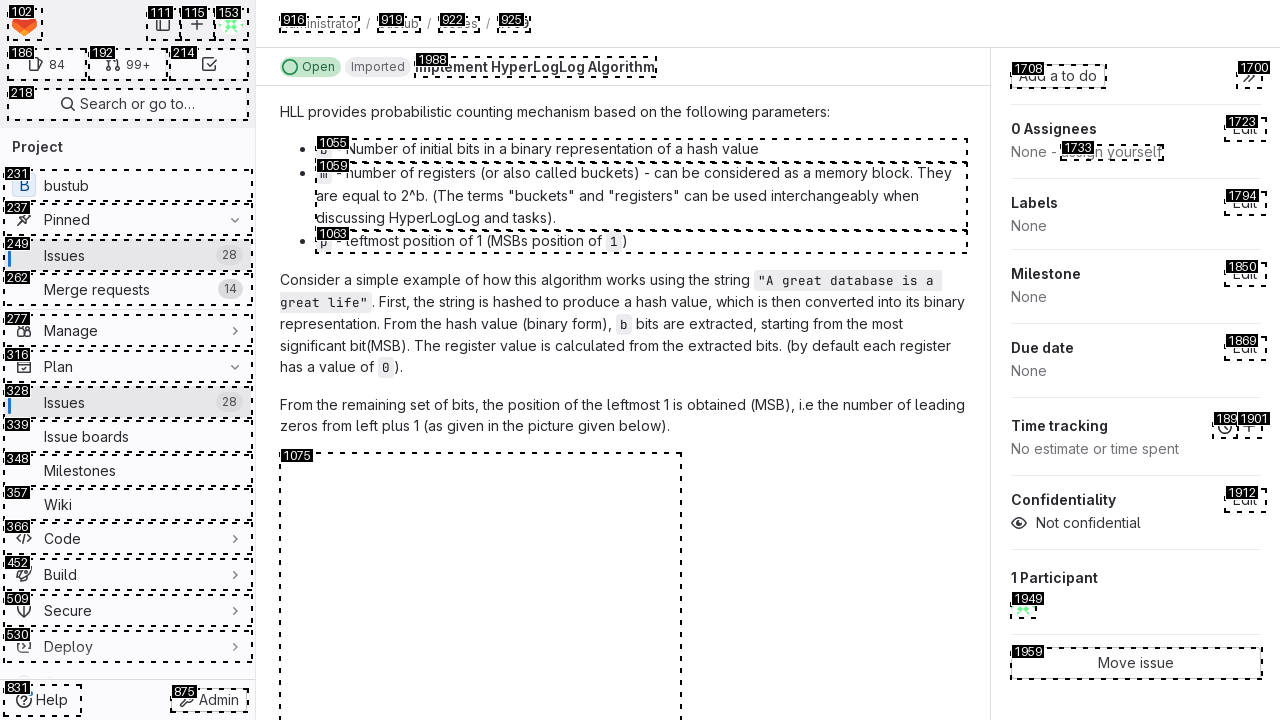 102
111
115
153
186
84
192
99+
214
218
Search or go to…
Project
231
B
bustub
237
Pinned
249
Issues
28
262
Merge requests
14
277
Manage
316
Plan
328
Issues
28
339
Issue boards
348
Milestones
357
Wiki
366
Code
452
Build
509
Secure
530
Deploy
831
Help
875
Admin
916
919
922
925
/ / /
Open
Imported
1988
Implement HyperLogLog Algorithm
HLL provides probabilistic counting mechanism based on the following parameters:
1055
- Number of initial bits in a binary representation of a hash value
1059
- number of registers (or also called buckets) - can be considered as a memory block. They
are equal to 2^b. (The terms "buckets" and "registers" can be used interchangeably when
discussing HyperLogLog and tasks).
1063
p - leftmost position of 1 (MSBs position of 1 )
Consider a simple example of how this algorithm works using the string "A great database is a
great life". First, the string is hashed to produce a hash value, which is then converted into its binary
representation. From the hash value (binary form), b bits are extracted, starting from the most
significant bit(MSB). The register value is calculated from the extracted bits. (by default each register
has a value of 0).
From the remaining set of bits, the position of the leftmost 1 is obtained (MSB), i.e the number of leading
zeros from left plus 1 (as given in the picture given below).
1075
1708
Add a to do
1700
0 Assignees
1723
Edit
None -
1733
assign yourself
Labels
1794
Edit
None
Milestone
1850
Edit
None
Due date
1869
Edit
None
Time tracking
189
1901
No estimate or time spent
Confidentiality
1912
Edit
Not confidential
1 Participant
1949
1959
Move issue